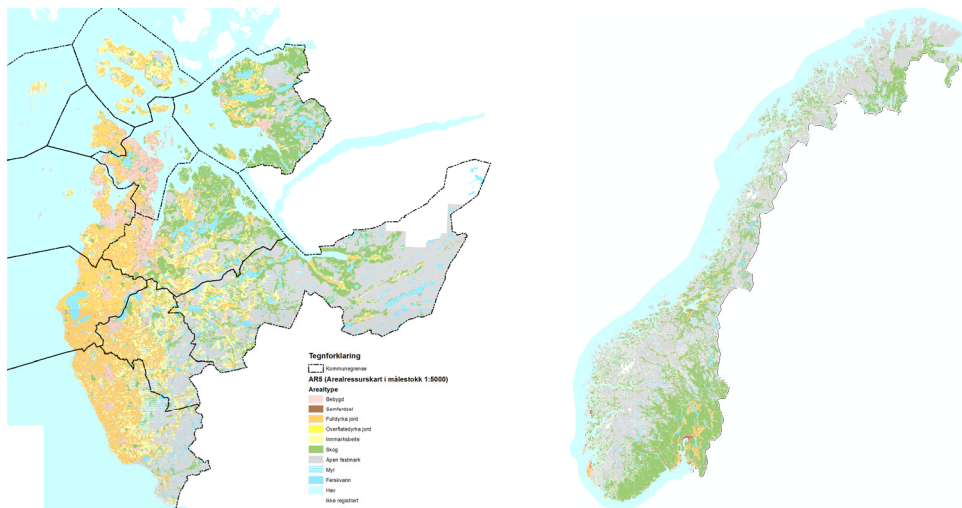 Tegnforklaring
Kommunegrense
AR5 (Arealressurskart i målestokk 1:5000)
Arealtype
Bebygd
Samferdsel
Fulldyrka jord
Overflatedyrka jord
Innmarksbeite
Skog
Åpen fastmark
Myr
Ferskvann
Hav
Ikke registrert